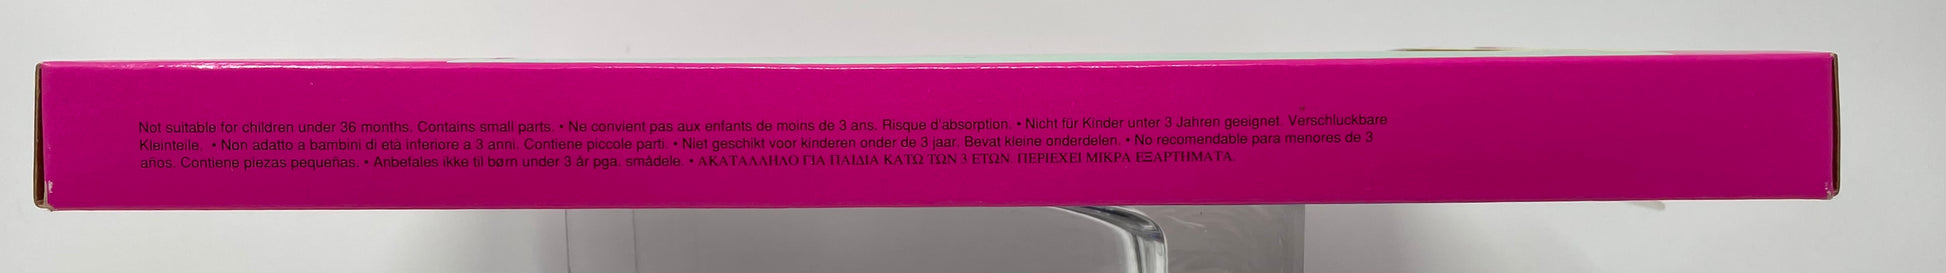 Not suitable for children under 36 months. Contains small parts. • Ne convient pas aux enfants de moins de 3 ans. Risque d'absorption. • Nicht für Kinder unter 3 Jahren geeignet. Verschluckbare
Kleinteile. • Non adatto a bambini di età inferiore a 3 anni. Contiene piccole parti. • Niet geschikt voor kinderen onder de 3 jaar. Bevat kleine onderdelen. • No recomendable para menores de 3
años. Contiene piezas pequeñas. • Anbefales ikke til børn under 3 år pga. smådele. • ΑΚΑΤΑΛΛΗΛΟ ΓΙΑ ΠΑΙΔΙΑ ΚΑΤΩ ΤΩΝ 3 ΕΤΩΝ. ΠΕΡΙΕΧΕΙ ΜΙΚΡΑ ΕΞΑΡΤΗΜΑΤΑ.